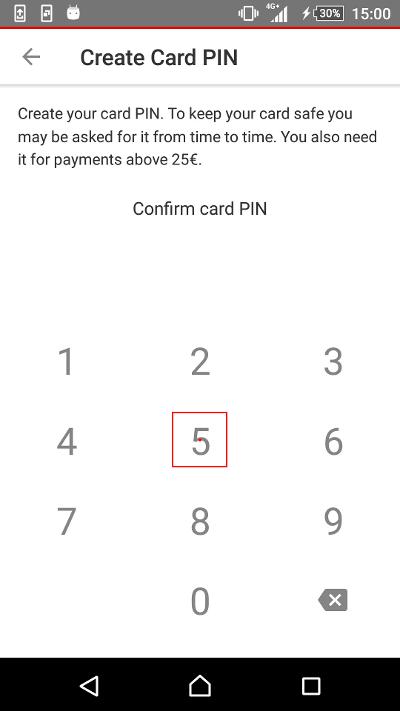 4G+ 30% 15:00
Create Card PIN
Create your card PIN. To keep your card safe you
may be asked for it from time to time. You also need
it for payments above 25€.
Confirm card PIN
1 2 3
4 5 6
7 8 9
0